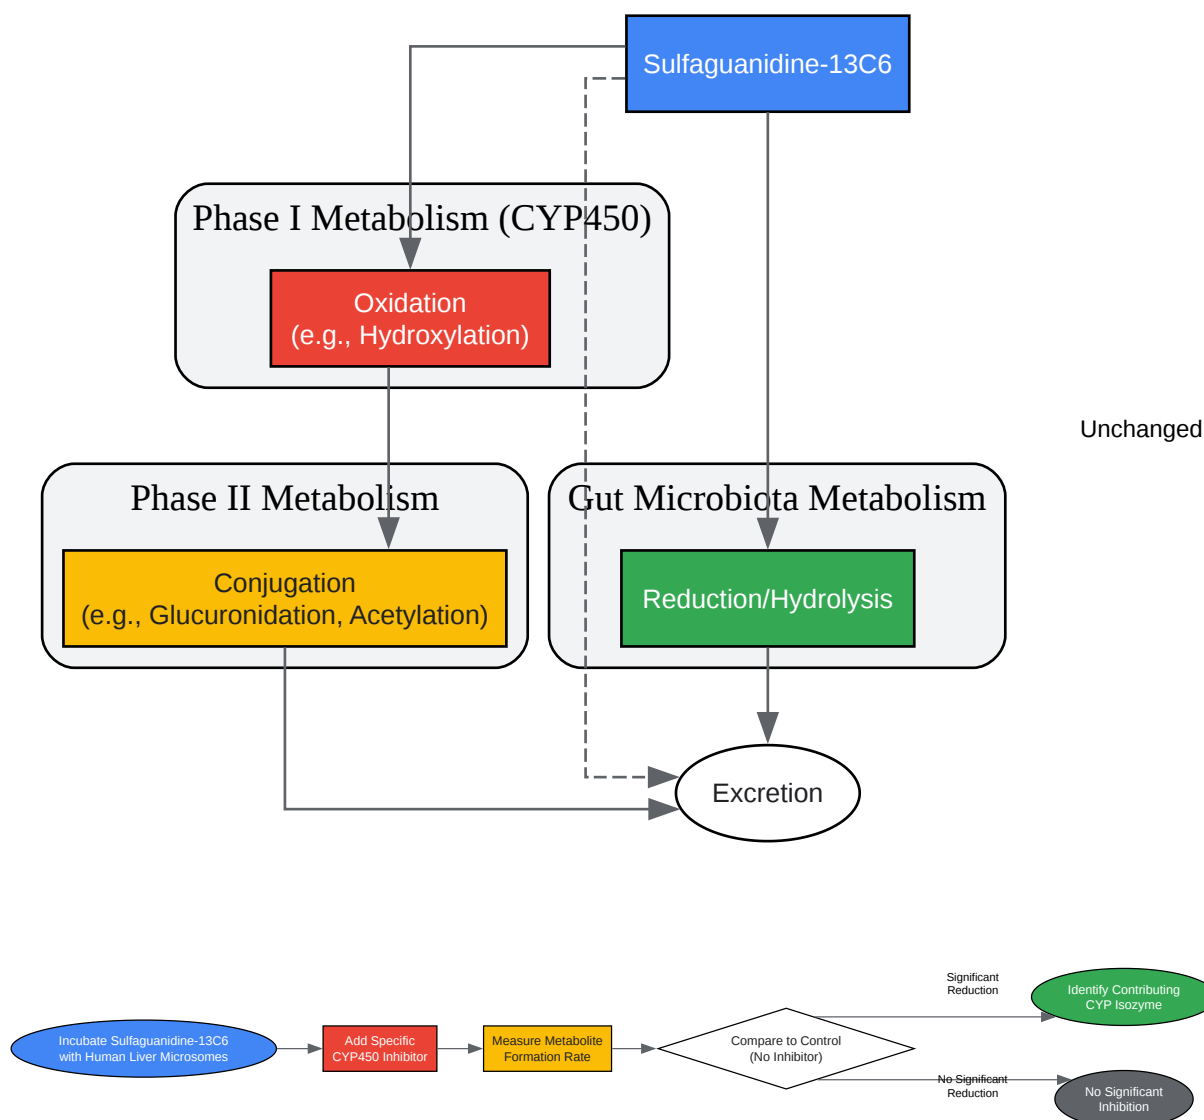 Sulfaguanidine-13C6
Phase I Metabolism (CYP450)
Oxidation
(e.g., Hydroxylation)
Unchanged
Phase II Metabolism
Gut Microbiota Metabolism
Conjugation
(e.g., Glucuronidation, Acetylation)
Reduction/Hydrolysis
Excretion
Incubate Sulfaguanidine-13C6
with Human Liver Microsomes
Add Specific
CYP450 Inhibitor
Measure Metabolite
Formation Rate
Compare to Control
(No Inhibitor)
Significant
Reduction
Identify Contributing
CYP Isozyme
No Significant
Reduction
No Significant
Inhibition